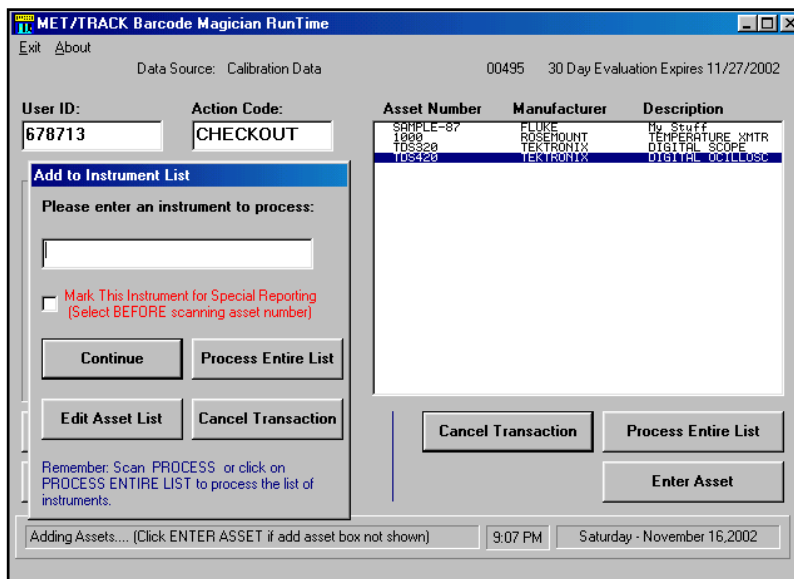 MET/TRACK Barcode Magician RunTime
Exit About
Data Source: Calibration Data 00495 30 Day Evaluation Expires 11/27/2002
User ID: Action Code: Asset Number Manufacturer Description
678713 CHECKOUT
SAMPLE-87 FLUKE My Stuff
1000 ROSEMOUNT TEMPERATURE XMTR
TDS320 TEKTRONIX DIGITAL SCOPE
TDS420 TEKTRONIX DIGITAL OCILLOSC
Add to Instrument List
Please enter an instrument to process:
Mark This Instrument for Special Reporting
(Select BEFORE scanning asset number)
Continue Process Entire List
Edit Asset List Cancel Transaction
Remember: Scan PROCESS or click on
PROCESS ENTIRE LIST to process the list of
instruments.
Cancel Transaction Process Entire List
Enter Asset
Adding Assets.... (Click ENTER ASSET if add asset box not shown) 9:07 PM Saturday - November 16,2002